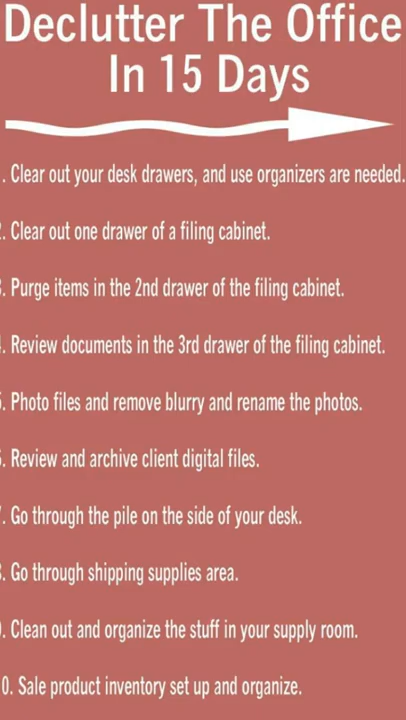 Declutter The Office
In 15 Days
. Clear out your desk drawers, and use organizers are needed.
. Clear out one drawer of a filing cabinet.
. Purge items in the 2nd drawer of the filing cabinet.
. Review documents in the 3rd drawer of the filing cabinet.
. Photo files and remove blurry and rename the photos.
. Review and archive client digital files.
. Go through the pile on the side of your desk.
. Go through shipping supplies area.
. Clean out and organize the stuff in your supply room.
0. Sale product inventory set up and organize.